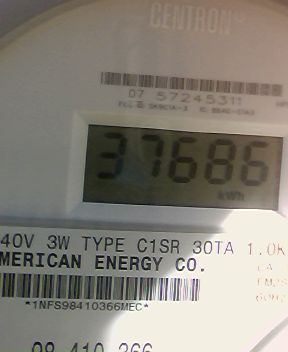 CENTRON
07 57245311
37686
kWh
40V 3W TYPE C1SR 30TA 1.0K
MERICAN ENERGY CO.
CA
*1NFS98410366MEC*
98 410 366